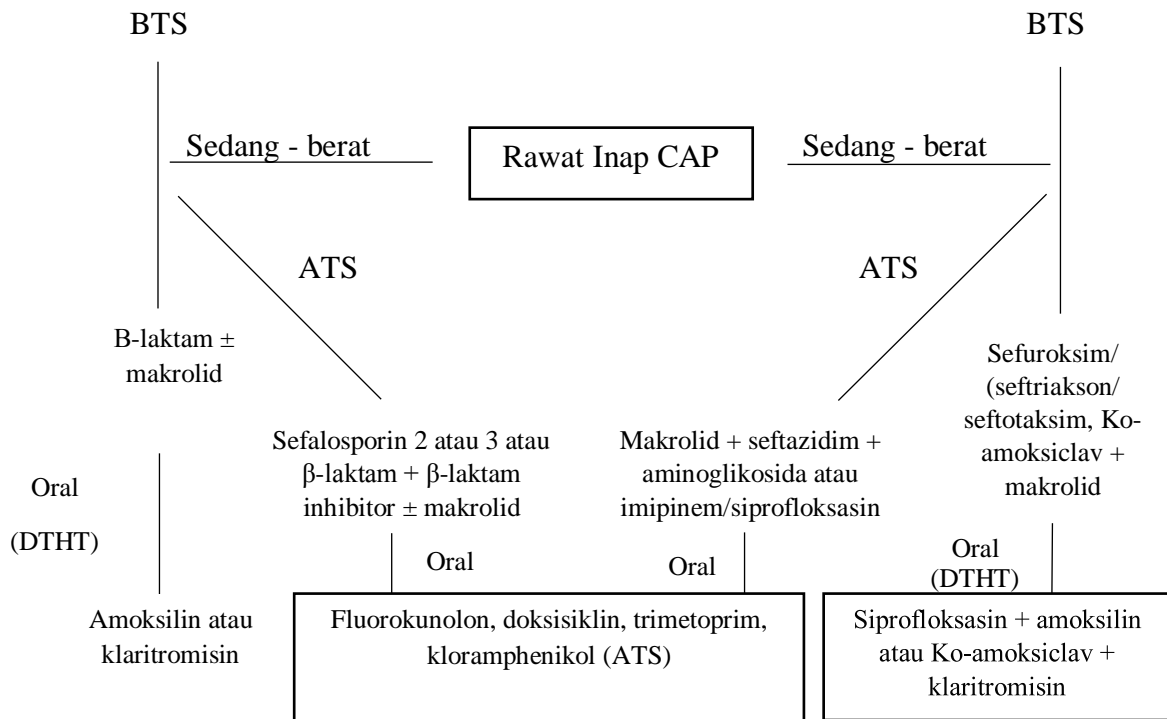 BTS
BTS
Sedang - berat
Rawat Inap CAP
Sedang - berat
ATS
ATS
B-laktam ±
makrolid
Sefuroksim/
(seftriakson/
seftotaksim, Ko-
amoksiclav +
makrolid
Sefalosporin 2 atau 3 atau
β-laktam + β-laktam
inhibitor ± makrolid
Makrolid + seftazidim +
aminoglikosida atau
imipinem/siprofloksasin
Oral
(DTHT)
Oral
Oral
Oral
(DTHT)
Amoksilin atau
klaritromisin
Fluorokunolon, doksisiklin, trimetoprim,
kloramphenikol (ATS)
Siprofloksasin + amoksilin
atau Ko-amoksiclav +
klaritromisin